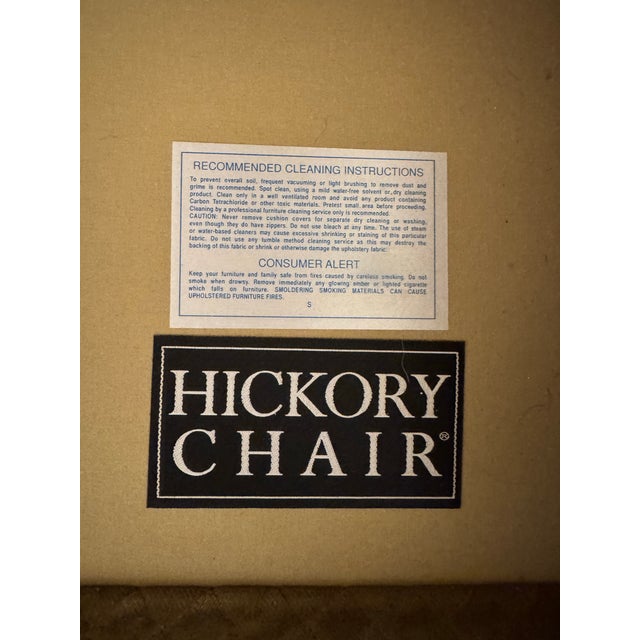 RECOMMENDED CLEANING INSTRUCTIONS
To prevent overall soil, frequent vacuuming or light brushing to remove dust and
grime is recommended. Spot clean, using a mild water-free solvent or dry cleaning
product. Clean only in a well ventilated room and avoid any product containing
Carbon Tetrachloride or other toxic materials. Pretest small area before proceeding.
Cleaning by a professional furniture cleaning service only is recommended.
CAUTION: Never remove cushion covers for separate dry cleaning or washing,
even though they do have zippers. Do not use bleach at any time. The use of steam
or water-based cleaners may cause excessive shrinking or staining of this particular
fabric. Do not use any tumble method cleaning service as this may destroy the
backing of this fabric or shrink or otherwise damage the upholstery fabric.
CONSUMER ALERT
Keep your furniture and family safe from fires caused by careless smoking. Do not
smoke when drowsy. Remove immediately any glowing ember or lighted cigarette
which falls on furniture. SMOLDERING SMOKING MATERIALS CAN CAUSE
UPHOLSTERED FURNITURE FIRES.
S
HICKORY
CHAIR®